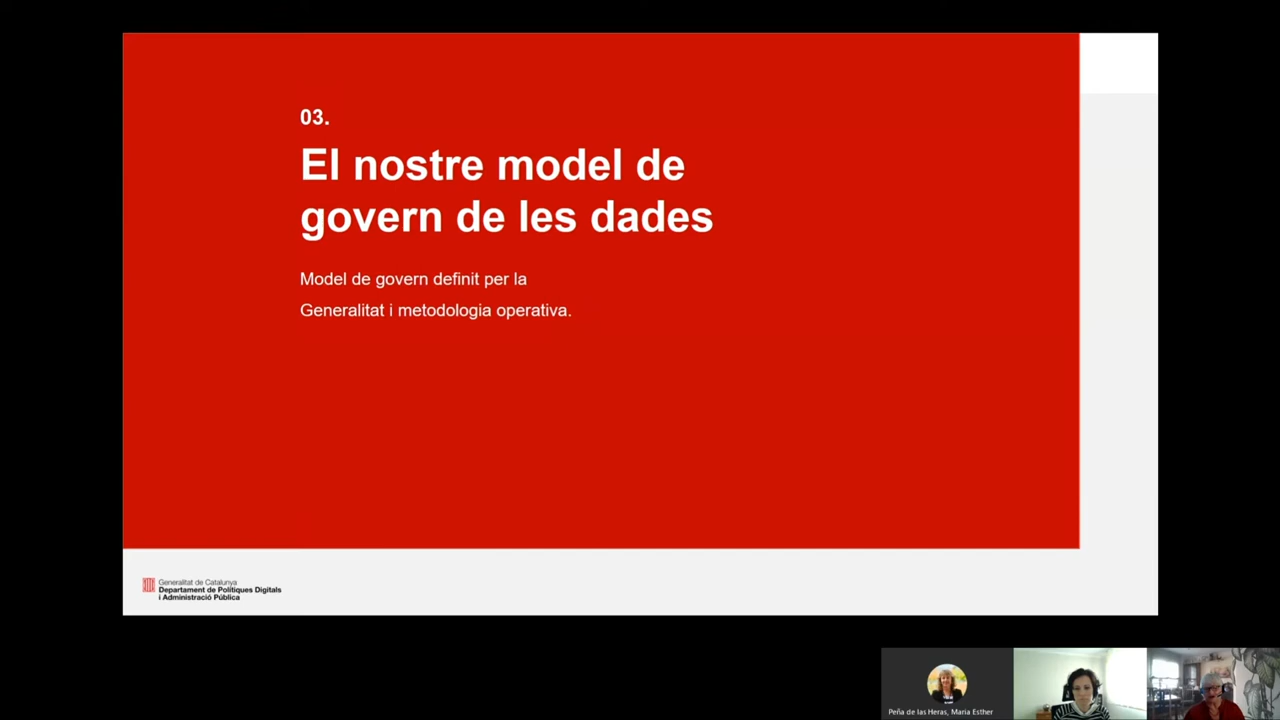 03.
El nostre model de
govern de les dades
Model de govern definit per la
Generalitat i metodologia operativa.
Generalitat de Catalunya
Departament de Polítiques Digitals
i Administració Pública
Peña de las Heras, Maria Esther